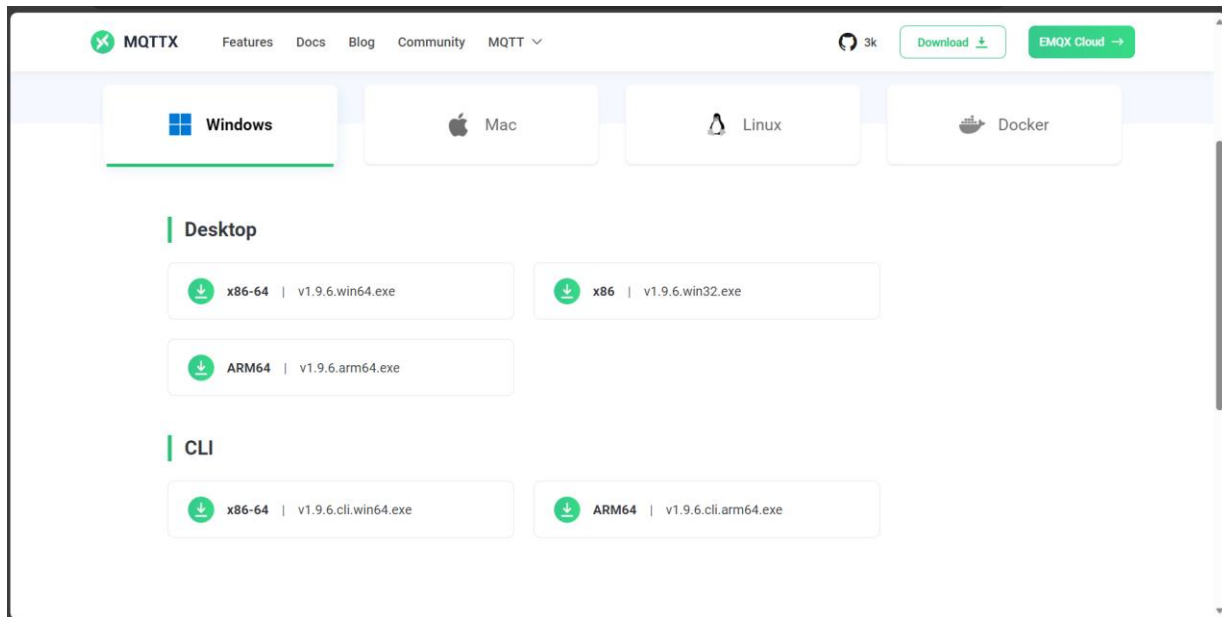 MQTTX Features Docs Blog Community MQTT 3k Download EMQX Cloud →
Windows Mac Linux Docker
Desktop
x86-64 | v1.9.6.win64.exe x86 | v1.9.6.win32.exe
ARM64 | v1.9.6.arm64.exe
CLI
x86-64 | v1.9.6.cli.win64.exe ARM64 | v1.9.6.cli.arm64.exe